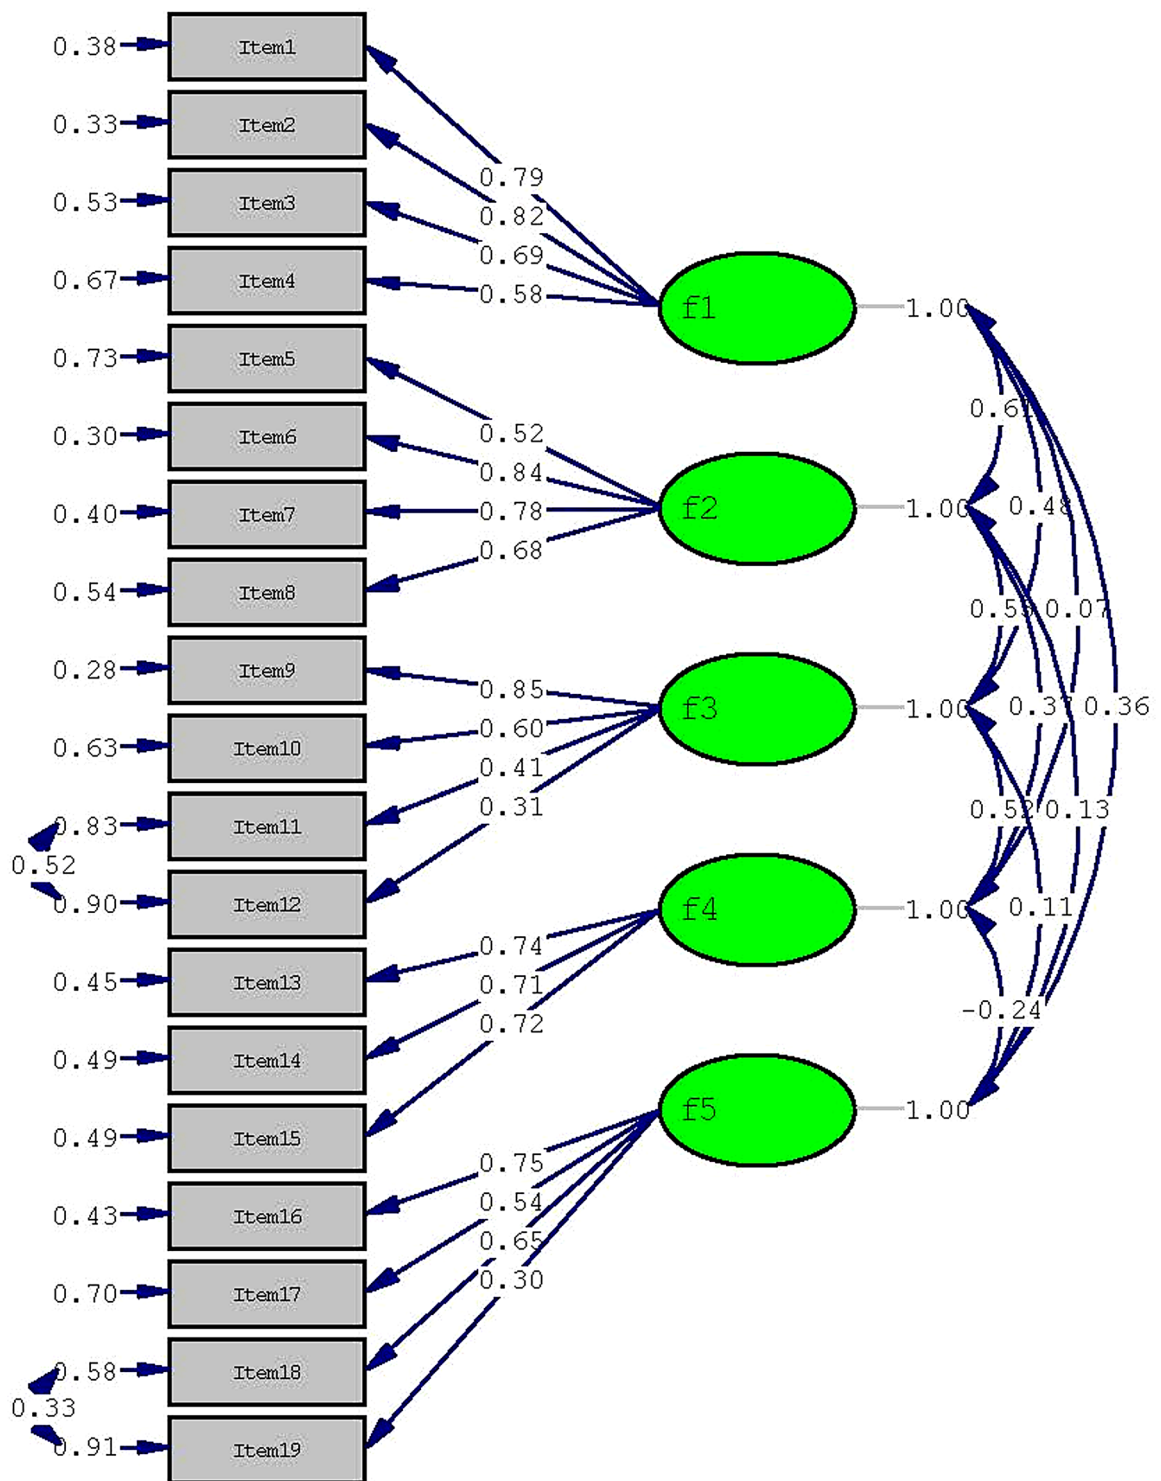 0.38 Item1
0.33 Item2
0.79
0.53 Item3
0.82
0.69
0.67 Item4
0.58
f1 1.00
0.73 Item5
0.61
0.30 Item6
0.52
0.84
0.48
0.40 Item7
0.78
f2 1.00
0.68
0.54 Item8
0.07
0.28 Item9
0.85
f3 1.00
0.36
0.60
0.63 Item10
0.41
0.31
0.52 0.13
0.83 Item11
0.52
0.90 Item12
f4 1.00
0.11
0.74
0.45 Item13
0.71
-0.24
0.72
0.49 Item14
f5 1.00
0.49 Item15
0.75
0.54
0.43 Item16
0.65
0.30
0.70 Item17
0.58 Item18
0.33
0.91 Item19